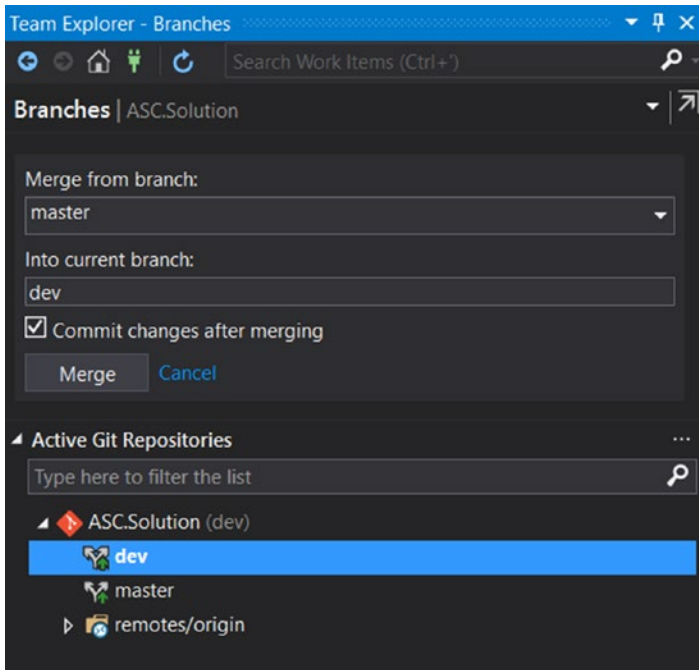 Team Explorer - Branches
Search Work Items (Ctrl+')
Branches | ASC.Solution
Merge from branch:
master
Into current branch:
dev
Commit changes after merging
Merge Cancel
Active Git Repositories
Type here to filter the list
ASC.Solution (dev)
dev
master
remotes/origin